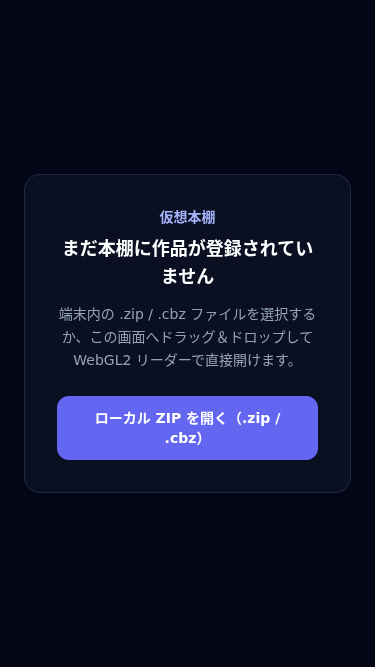 仮想本棚
まだ本棚に作品が登録されてい
ません
端末内の .zip / .cbz ファイルを選択する
か、この画面へドラッグ＆ドロップして
WebGL2 リーダーで直接開けます。
ローカル ZIP を開く（.zip /
.cbz）